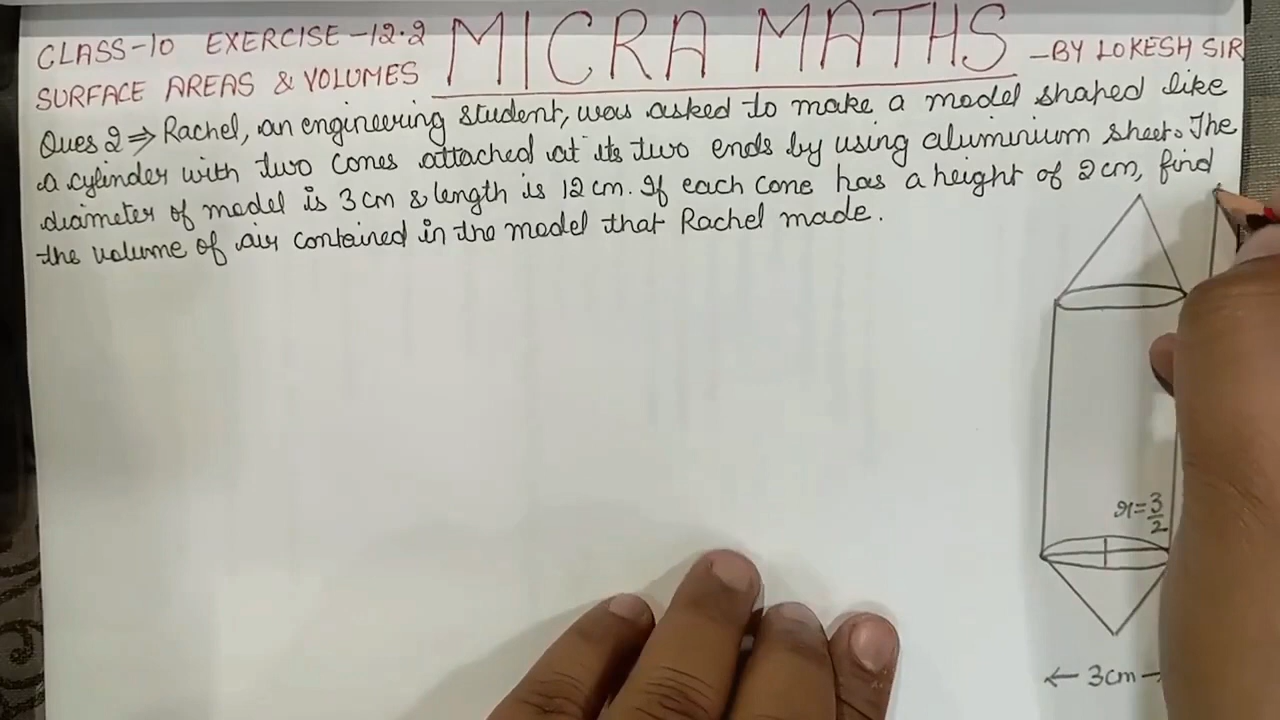 CLASS-10 EXERCISE-12.2 MICRA MATHS -BY LOKESH SIR
SURFACE AREAS & VOLUMES
Ques 2 ⇒ Rachel, an engineering student, was asked to make a model shaped like
a cylinder with two cones attached at its two ends by using aluminium sheet. The
diameter of model is 3 cm & length is 12 cm. If each cone has a height of 2 cm, find
the volume of air contained in the model that Rachel made.
r=3/2
← 3cm -